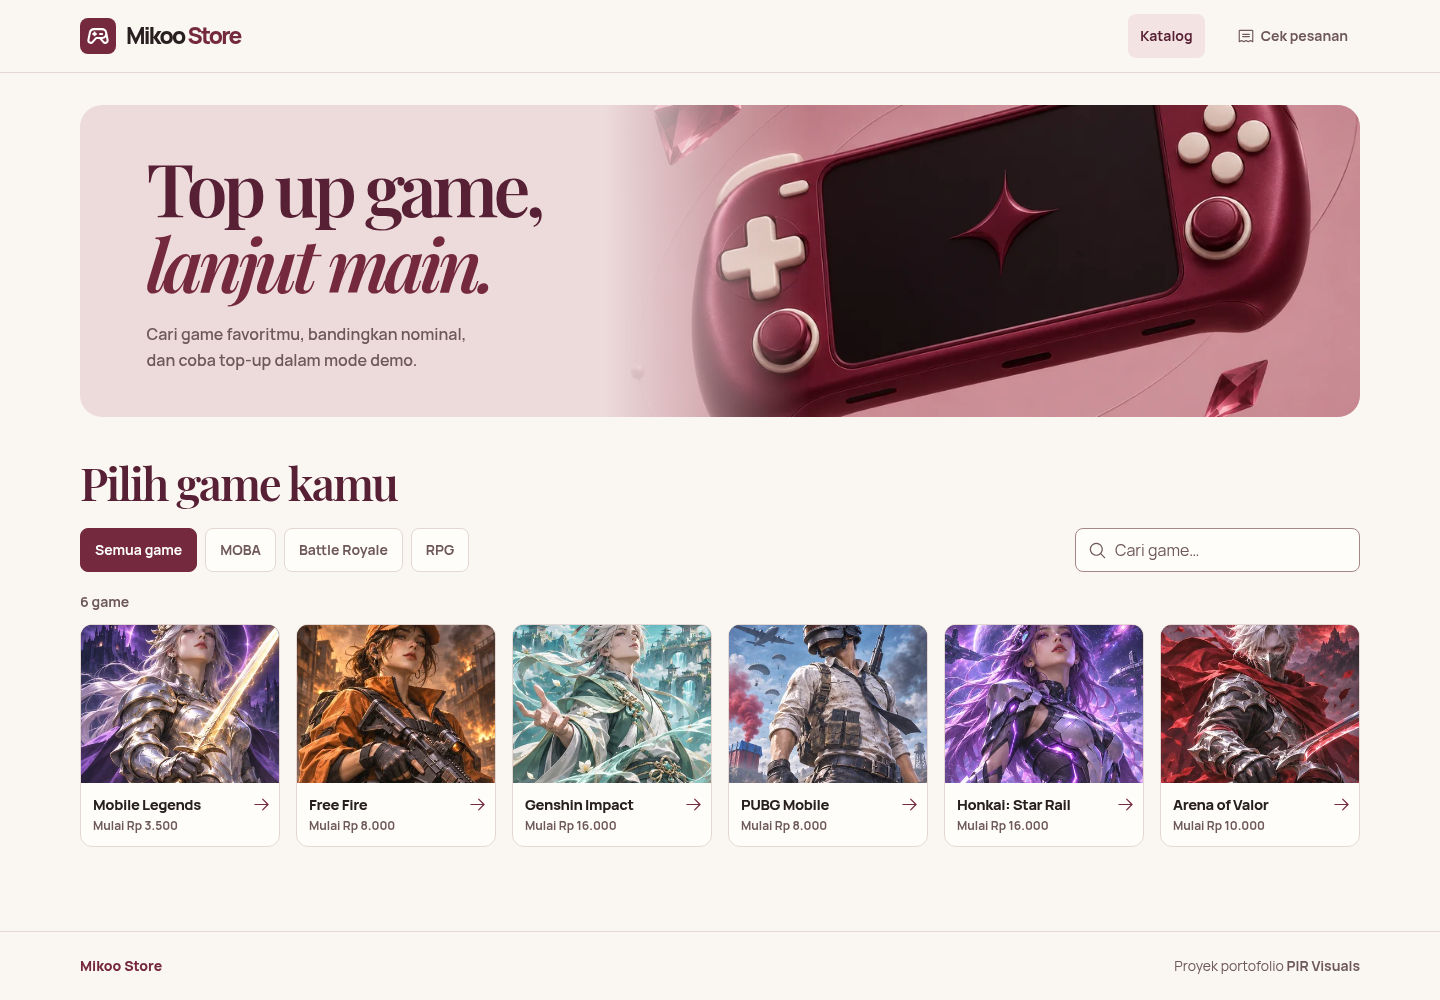 Mikoo Store
Katalog
Cek pesanan
Top up game,
lanjut main.
Cari game favoritmu, bandingkan nominal,
dan coba top-up dalam mode demo.
Pilih game kamu
Semua game
MOBA
Battle Royale
RPG
Cari game...
6 game
Mobile Legends
Mulai Rp 3.500
Free Fire
Mulai Rp 8.000
Genshin Impact
Mulai Rp 16.000
PUBG Mobile
Mulai Rp 8.000
Honkai: Star Rail
Mulai Rp 16.000
Arena of Valor
Mulai Rp 10.000
Mikoo Store
Proyek portofolio PIR Visuals